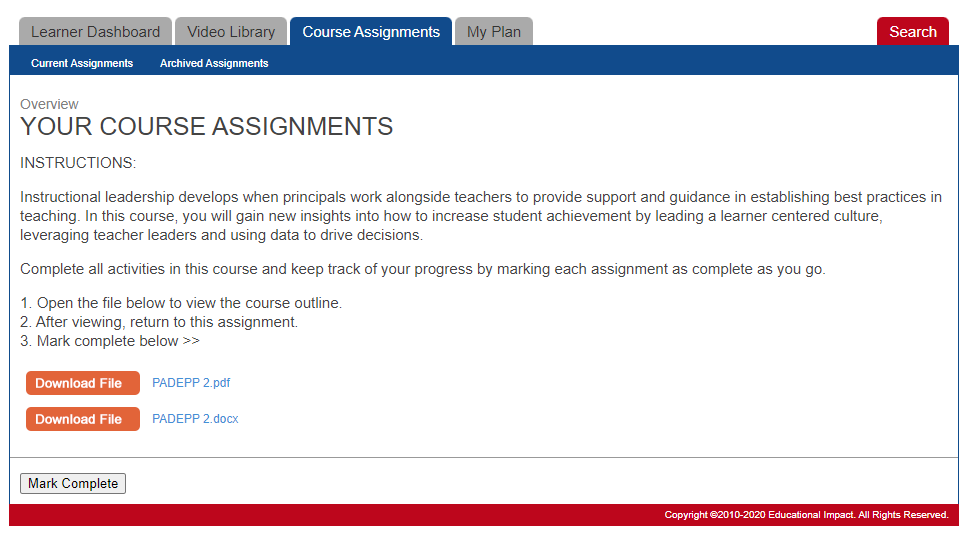 Learner Dashboard Video Library Course Assignments My Plan Search
Current Assignments Archived Assignments
Overview
YOUR COURSE ASSIGNMENTS
INSTRUCTIONS:
Instructional leadership develops when principals work alongside teachers to provide support and guidance in establishing best practices in
teaching. In this course, you will gain new insights into how to increase student achievement by leading a learner centered culture,
leveraging teacher leaders and using data to drive decisions.
Complete all activities in this course and keep track of your progress by marking each assignment as complete as you go.
1. Open the file below to view the course outline.
2. After viewing, return to this assignment.
3. Mark complete below >>
Download File PADEPP 2.pdf
Download File PADEPP 2.docx
Mark Complete
Copyright ©2010-2020 Educational Impact. All Rights Reserved.